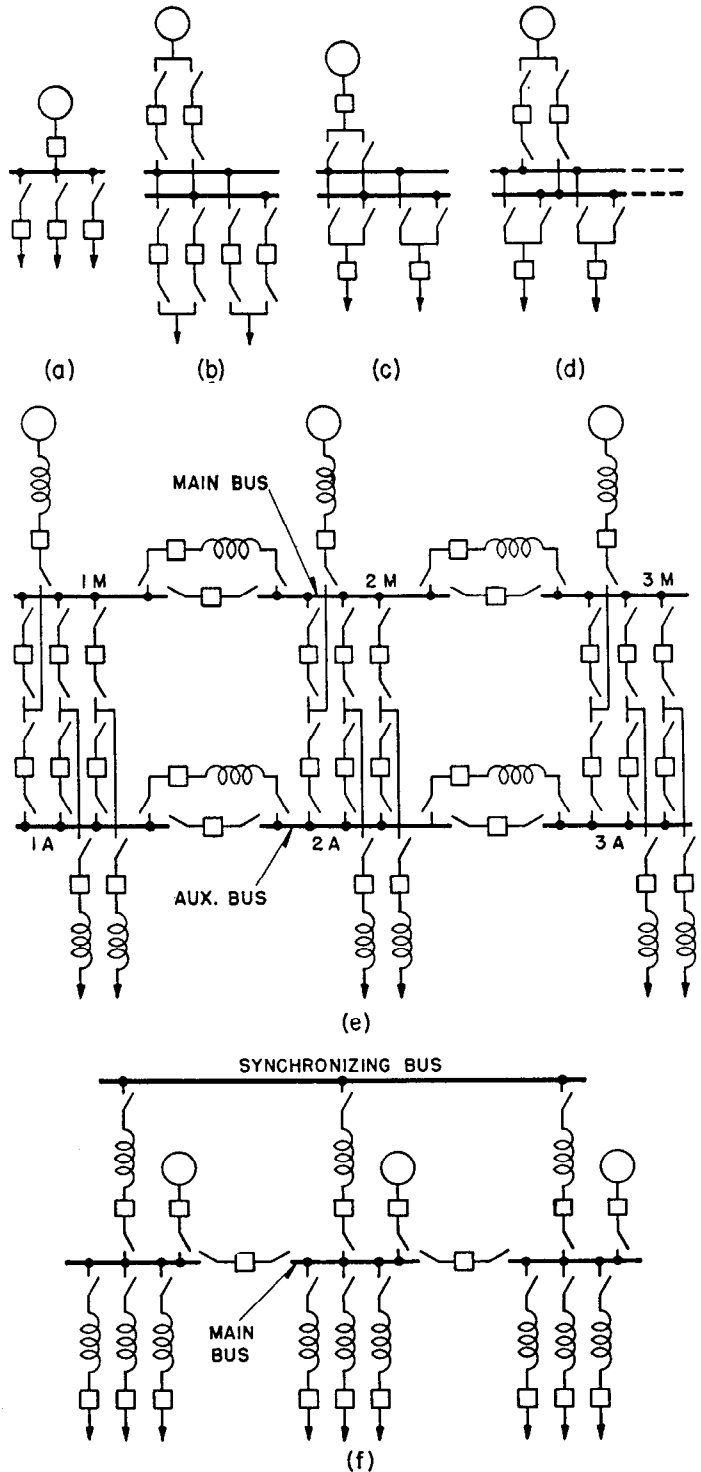 (a)
(b)
(c)
(d)
MAIN BUS
1 M
2 M
3 M
1 A
2 A
3 A
AUX. BUS
(e)
SYNCHRONIZING BUS
MAIN
BUS
(f)